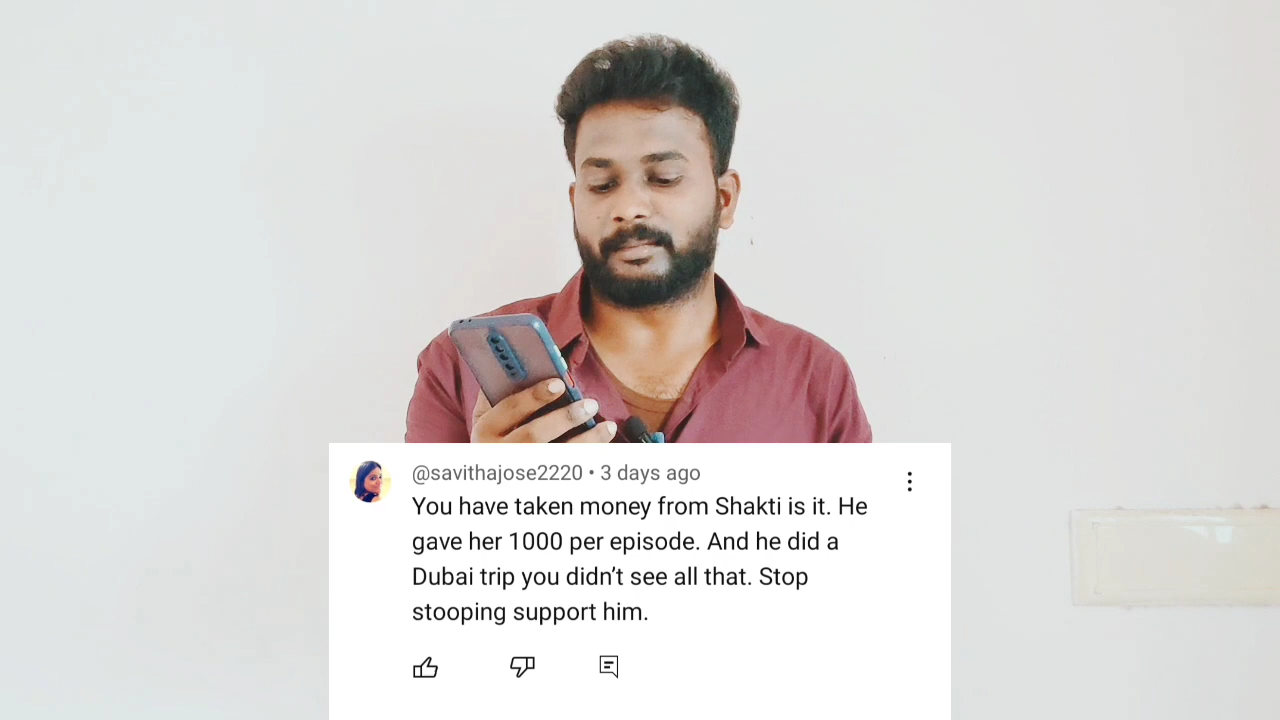 @savithajose2220 • 3 days ago
You have taken money from Shakti is it. He
gave her 1000 per episode. And he did a
Dubai trip you didn’t see all that. Stop
stooping support him.